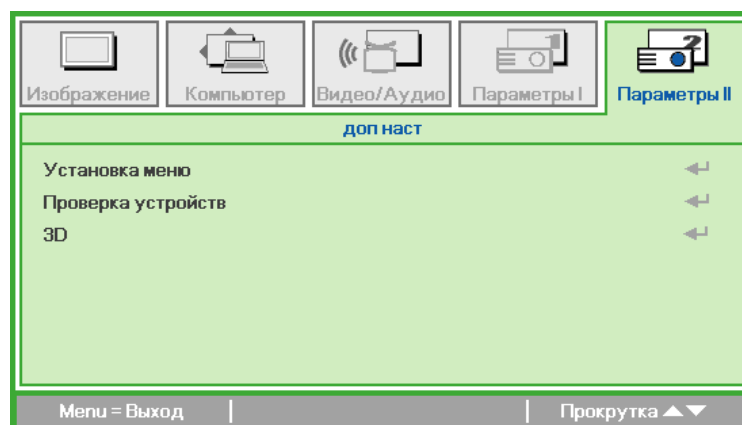 Изображение Компьютер Видео/Аудио Параметры I Параметры II
доп наст
Установка меню
Проверка устройств
3D
Menu = Выход Прокрутка ▲▼